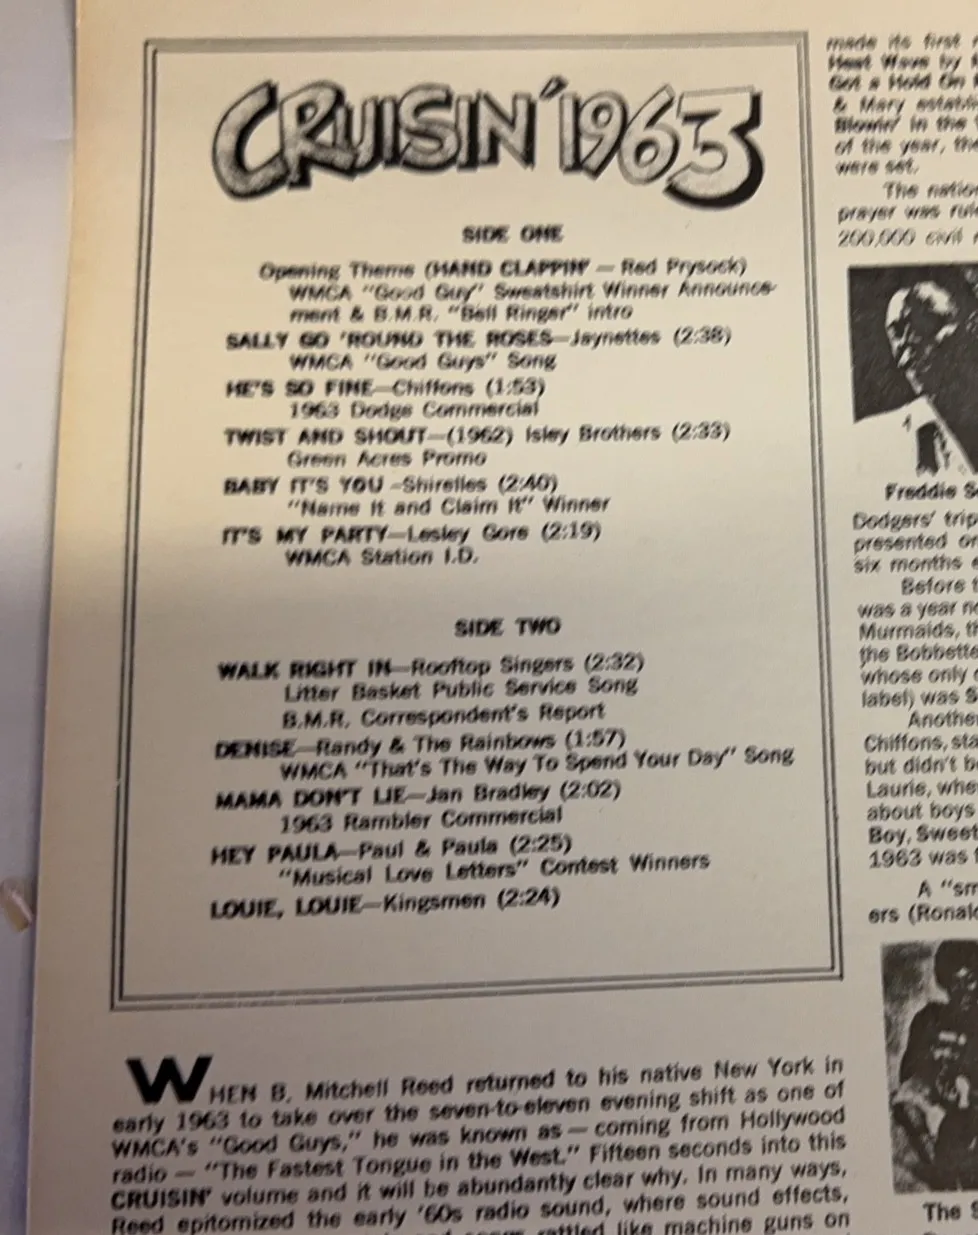 CRUISIN' 1963
SIDE ONE
Opening Theme (HAND CLAPPIN' — Red Prysock)
WMCA "Good Guy" Sweatshirt Winner Announce-
ment & B.M.R. "Bell Ringer" intro
SALLY GO 'ROUND THE ROSES—Jaynettes (2:38)
WMCA "Good Guys" Song
HE'S SO FINE—Chiffons (1:53)
1963 Dodge Commercial
TWIST AND SHOUT—(1962) Isley Brothers (2:33)
Green Acres Promo
BABY IT'S YOU –Shirelles (2:40)
"Name It and Claim It" Winner
IT'S MY PARTY—Lesley Gore (2:19)
WMCA Station I.D.
SIDE TWO
WALK RIGHT IN—Rooftop Singers (2:32)
Litter Basket Public Service Song
B.M.R. Correspondent's Report
DENISE—Randy & The Rainbows (1:57)
WMCA "That's The Way To Spend Your Day" Song
MAMA DON'T LIE—Jan Bradley (2:02)
1963 Rambler Commercial
HEY PAULA—Paul & Paula (2:25)
"Musical Love Letters" Contest Winners
LOUIE, LOUIE—Kingsmen (2:24)
WHEN B. Mitchell Reed returned to his native New York in
early 1963 to take over the seven-to-eleven evening shift as one of
WMCA's "Good Guys," he was known as — coming from Hollywood
radio — "The Fastest Tongue in the West." Fifteen seconds into this
CRUISIN' volume and it will be abundantly clear why. In many ways,
Reed epitomized the early '60s radio sound, where sound effects,
rattled like machine guns on
made its first
Heat Wave by
Got a Hold On
& Mary
Blowin' in the
of the year, the
were set.
The
prayer was
200,000 civil
Freddie
Dodgers' trip
presented
six months
Before
was a year
Murmaids,
the
whose only
label) was
Another
Chiffons,
but didn't
Laurie,
about boys
Boy, Sweet
1963 was
A
ers (Ronald
The